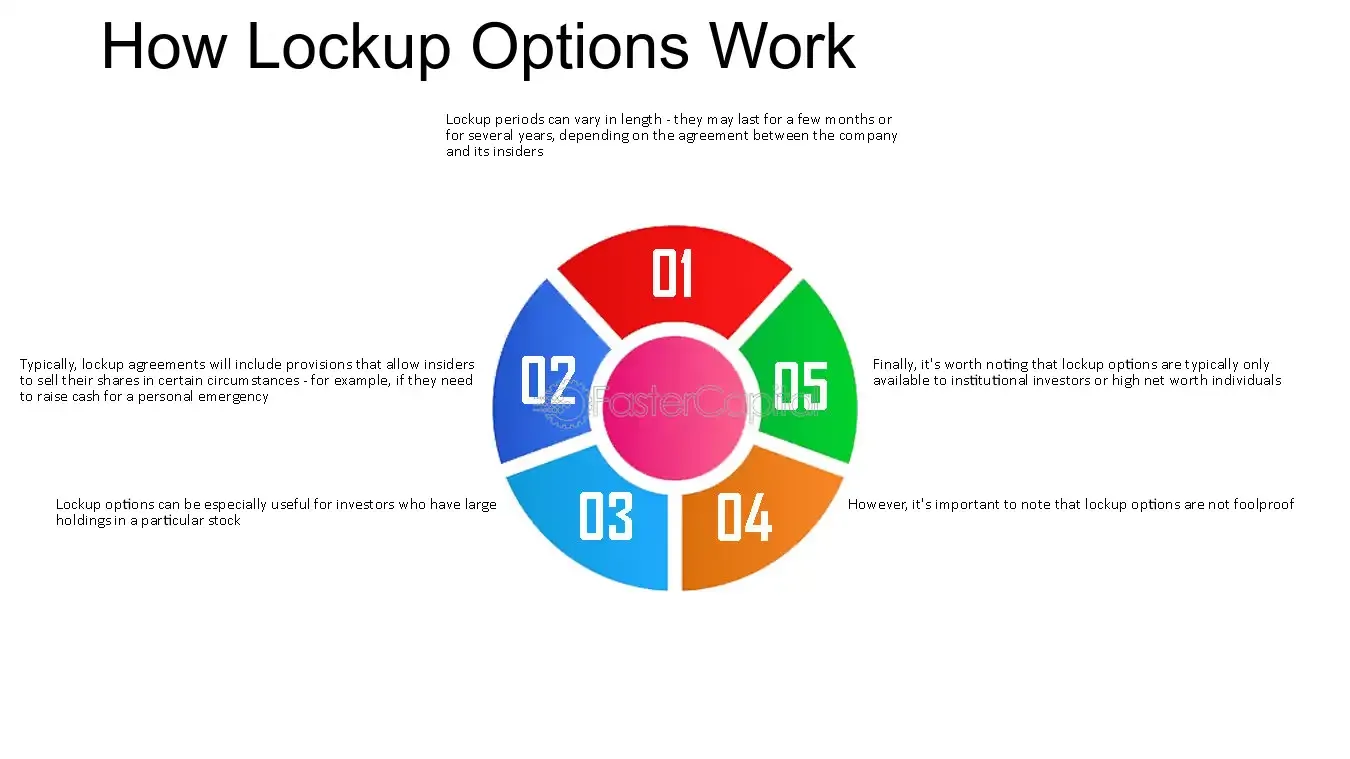 How Lockup Options Work
Lockup periods can vary in length - they may last for a few months or
for several years, depending on the agreement between the company
and its insiders
01
02
Typically, lockup agreements will include provisions that allow insiders
to sell their shares in certain circumstances - for example, if they need
to raise cash for a personal emergency
03
Lockup options can be especially useful for investors who have large
holdings in a particular stock
04
However, it's important to note that lockup options are not foolproof
05
Finally, it's worth noting that lockup options are typically only
available to institutional investors or high net worth individuals
FasterCapital